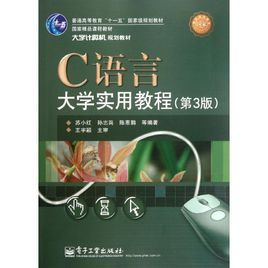 普通高等教育"十一五"国家级规划教材
国家精品课程教材
大学计算机规划教材
C语言
大学实用教程(第3版)
苏小红 孙志岗 陈惠鹏 等编著
王宇颖 主审
電子工業出版社